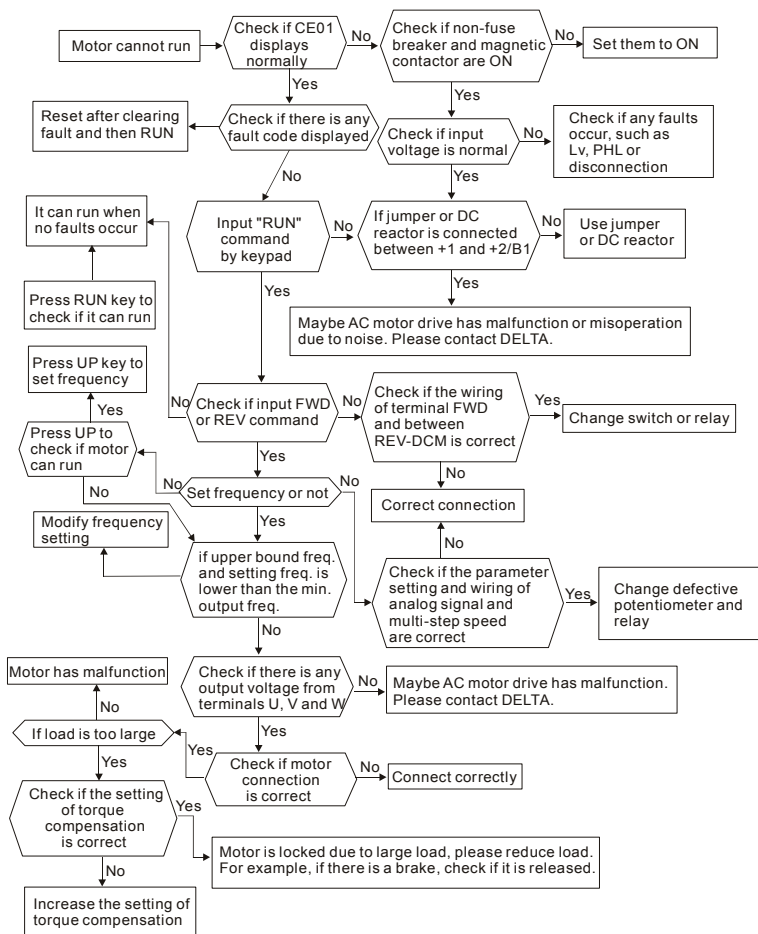 Motor cannot run
Check if CE01
displays
normally
No
Check if non-fuse
breaker and magnetic
contactor are ON
No
Set them to ON
Yes
Yes
Reset after clearing
fault and then RUN
Check if there is any
fault code displayed
Check if input
voltage is normal
No
Check if any faults
occur, such as
Lv, PHL or
disconnection
No
Yes
It can run when
no faults occur
Input "RUN"
command
by keypad
No
If jumper or DC
reactor is connected
between +1 and +2/B1
No
Use jumper
or DC reactor
Press RUN key to
check if it can run
Yes
Yes
Maybe AC motor drive has malfunction or misoperation
due to noise. Please contact DELTA.
Press UP key to
set frequency
No
Check if input FWD
or REV command
No
Check if the wiring
of terminal FWD
and between
REV-DCM is correct
Yes
Change switch or relay
Yes
Press UP to
check if motor
can run
Yes
No
No
Set frequency or not
No
No
Correct connection
Modify frequency
setting
Yes
No
if upper bound freq.
and setting freq. is
lower than the min.
output freq.
Check if the parameter
setting and wiring of
analog signal and
multi-step speed
are correct
Yes
Change defective
potentiometer and
relay
No
Motor has malfunction
Check if there is any
output voltage from
terminals U, V and W
No
Maybe AC motor drive has malfunction.
Please contact DELTA.
No
Yes
If load is too large
Yes
Check if motor
connection
is correct
No
Connect correctly
Yes
Check if the setting
of torque
compensation
is correct
Yes
Motor is locked due to large load, please reduce load.
For example, if there is a brake, check if it is released.
No
Increase the setting of
torque compensation